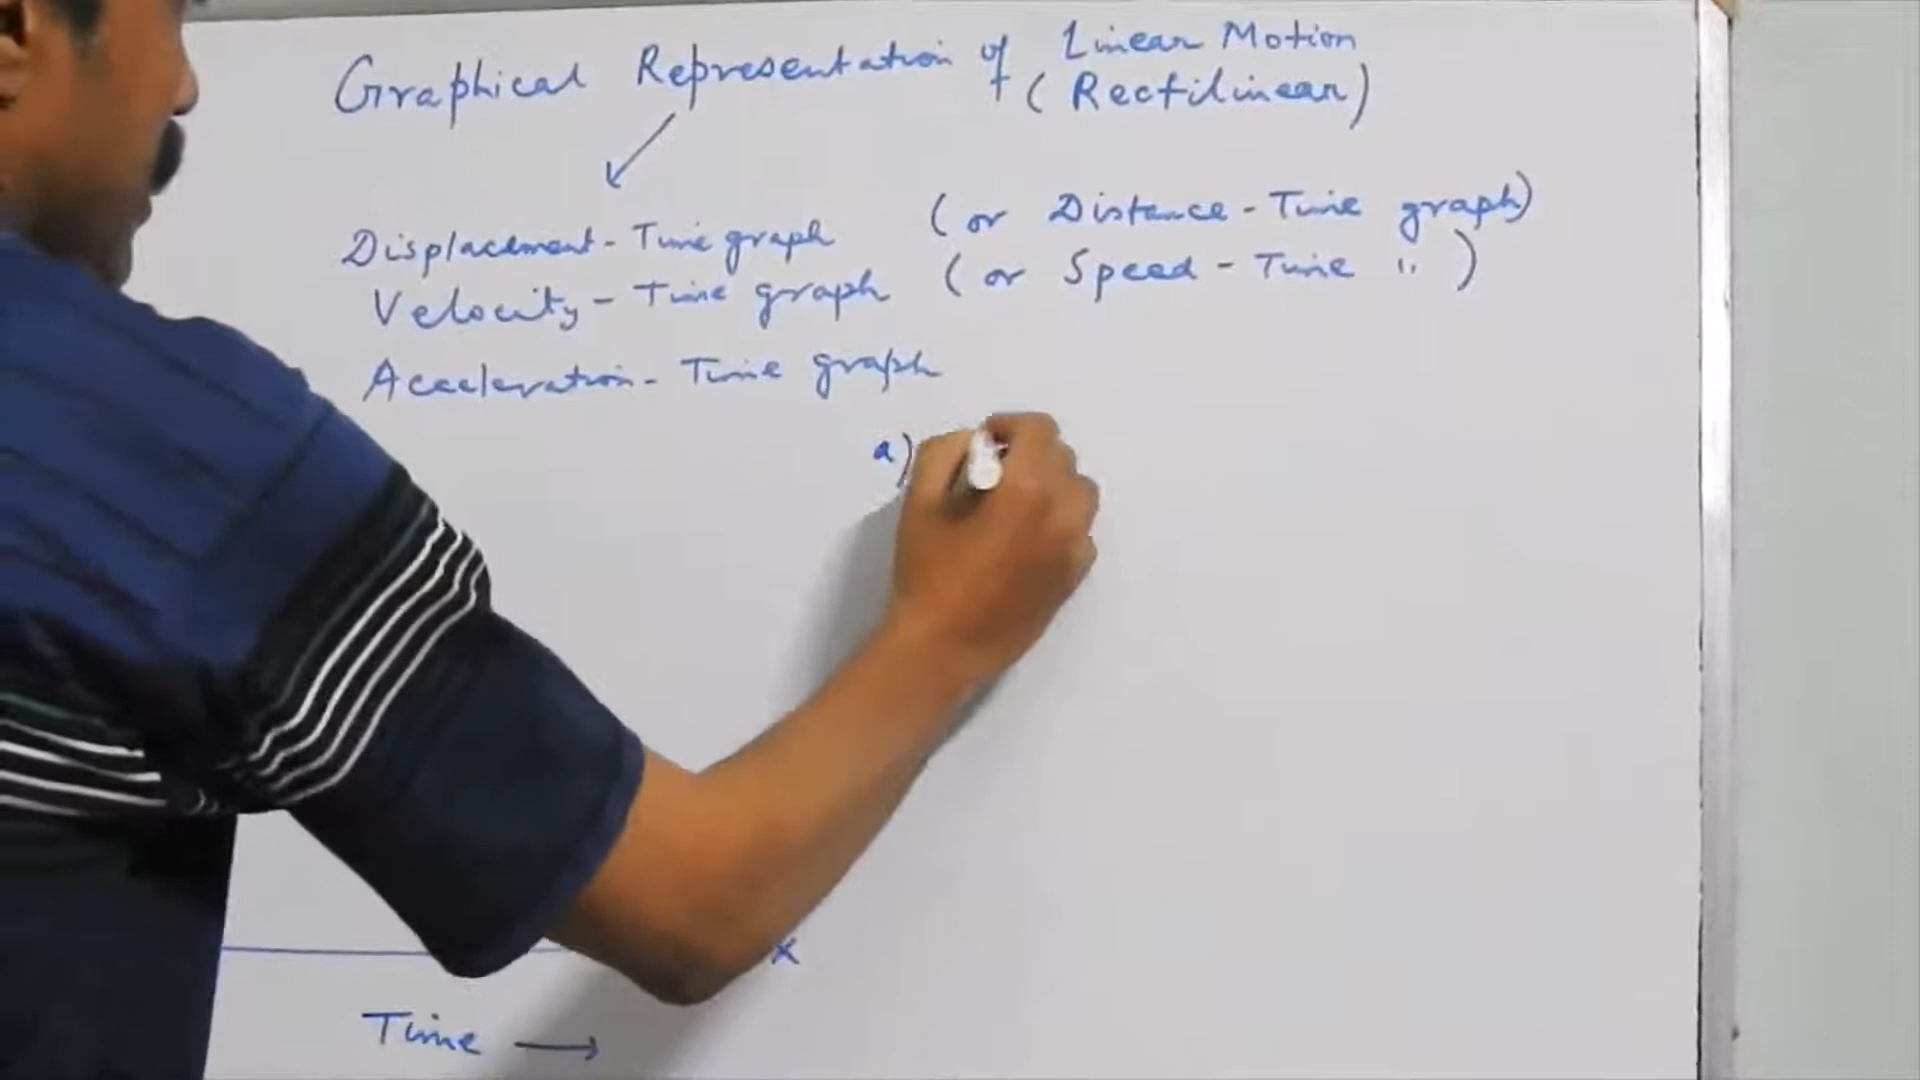 Graphical Representation of Linear Motion
(Rectilinear)
Displacement - Time graph (or Distance - Time graph)
Velocity - Time graph (or Speed - Time ")
Acceleration - Time graph
a)
X
Time →